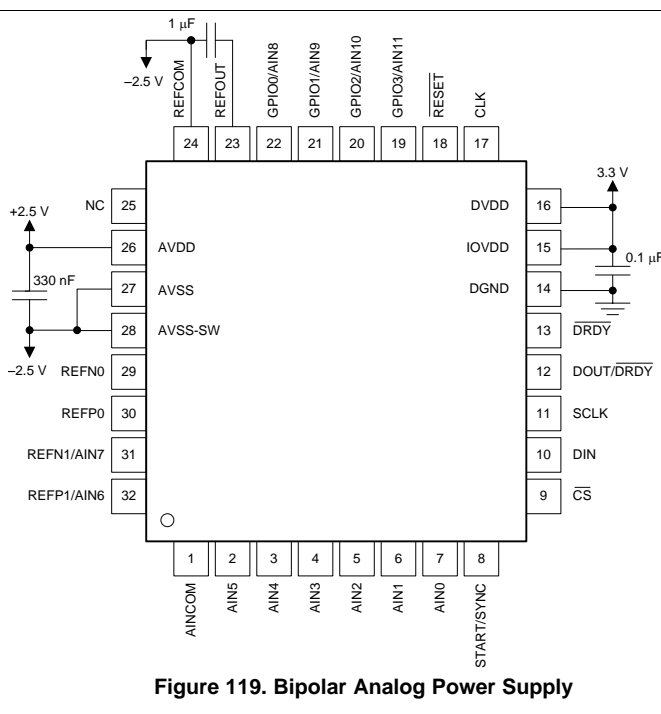 1 μF
–2.5 V
REFCOM
REFOUT
GPIO0/AIN8
GPIO1/AIN9
GPIO2/AIN10
GPIO3/AIN11
RESET
CLK
24 23 22 21 20 19 18 17
3.3 V
NC 25
DVDD 16
+2.5 V
26 AVDD
IOVDD 15
0.1 μF
330 nF
27 AVSS
DGND 14
28 AVSS-SW
13 DRDY
–2.5 V
REFN0 29
12 DOUT/DRDY
REFP0 30
11 SCLK
REFN1/AIN7 31
10 DIN
REFP1/AIN6 32
9 CS
1 2 3 4 5 6 7 8
AINCOM
AIN5
AIN4
AIN3
AIN2
AIN1
AIN0
START/SYNC
Figure 119. Bipolar Analog Power Supply